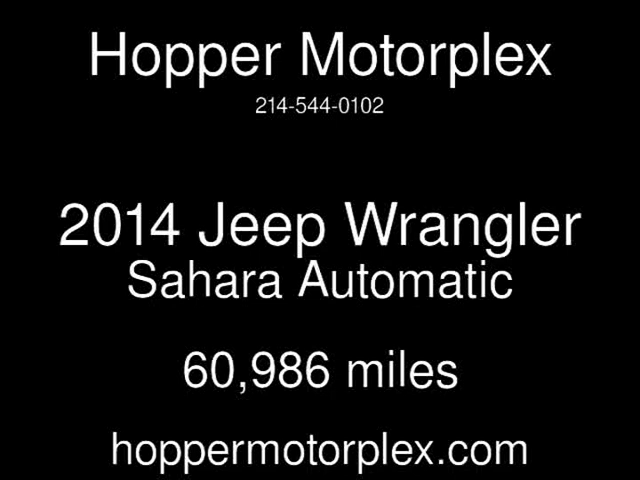 Hopper Motorplex
214-544-0102
2014 Jeep Wrangler
Sahara Automatic
60,986 miles
hoppermotorplex.com